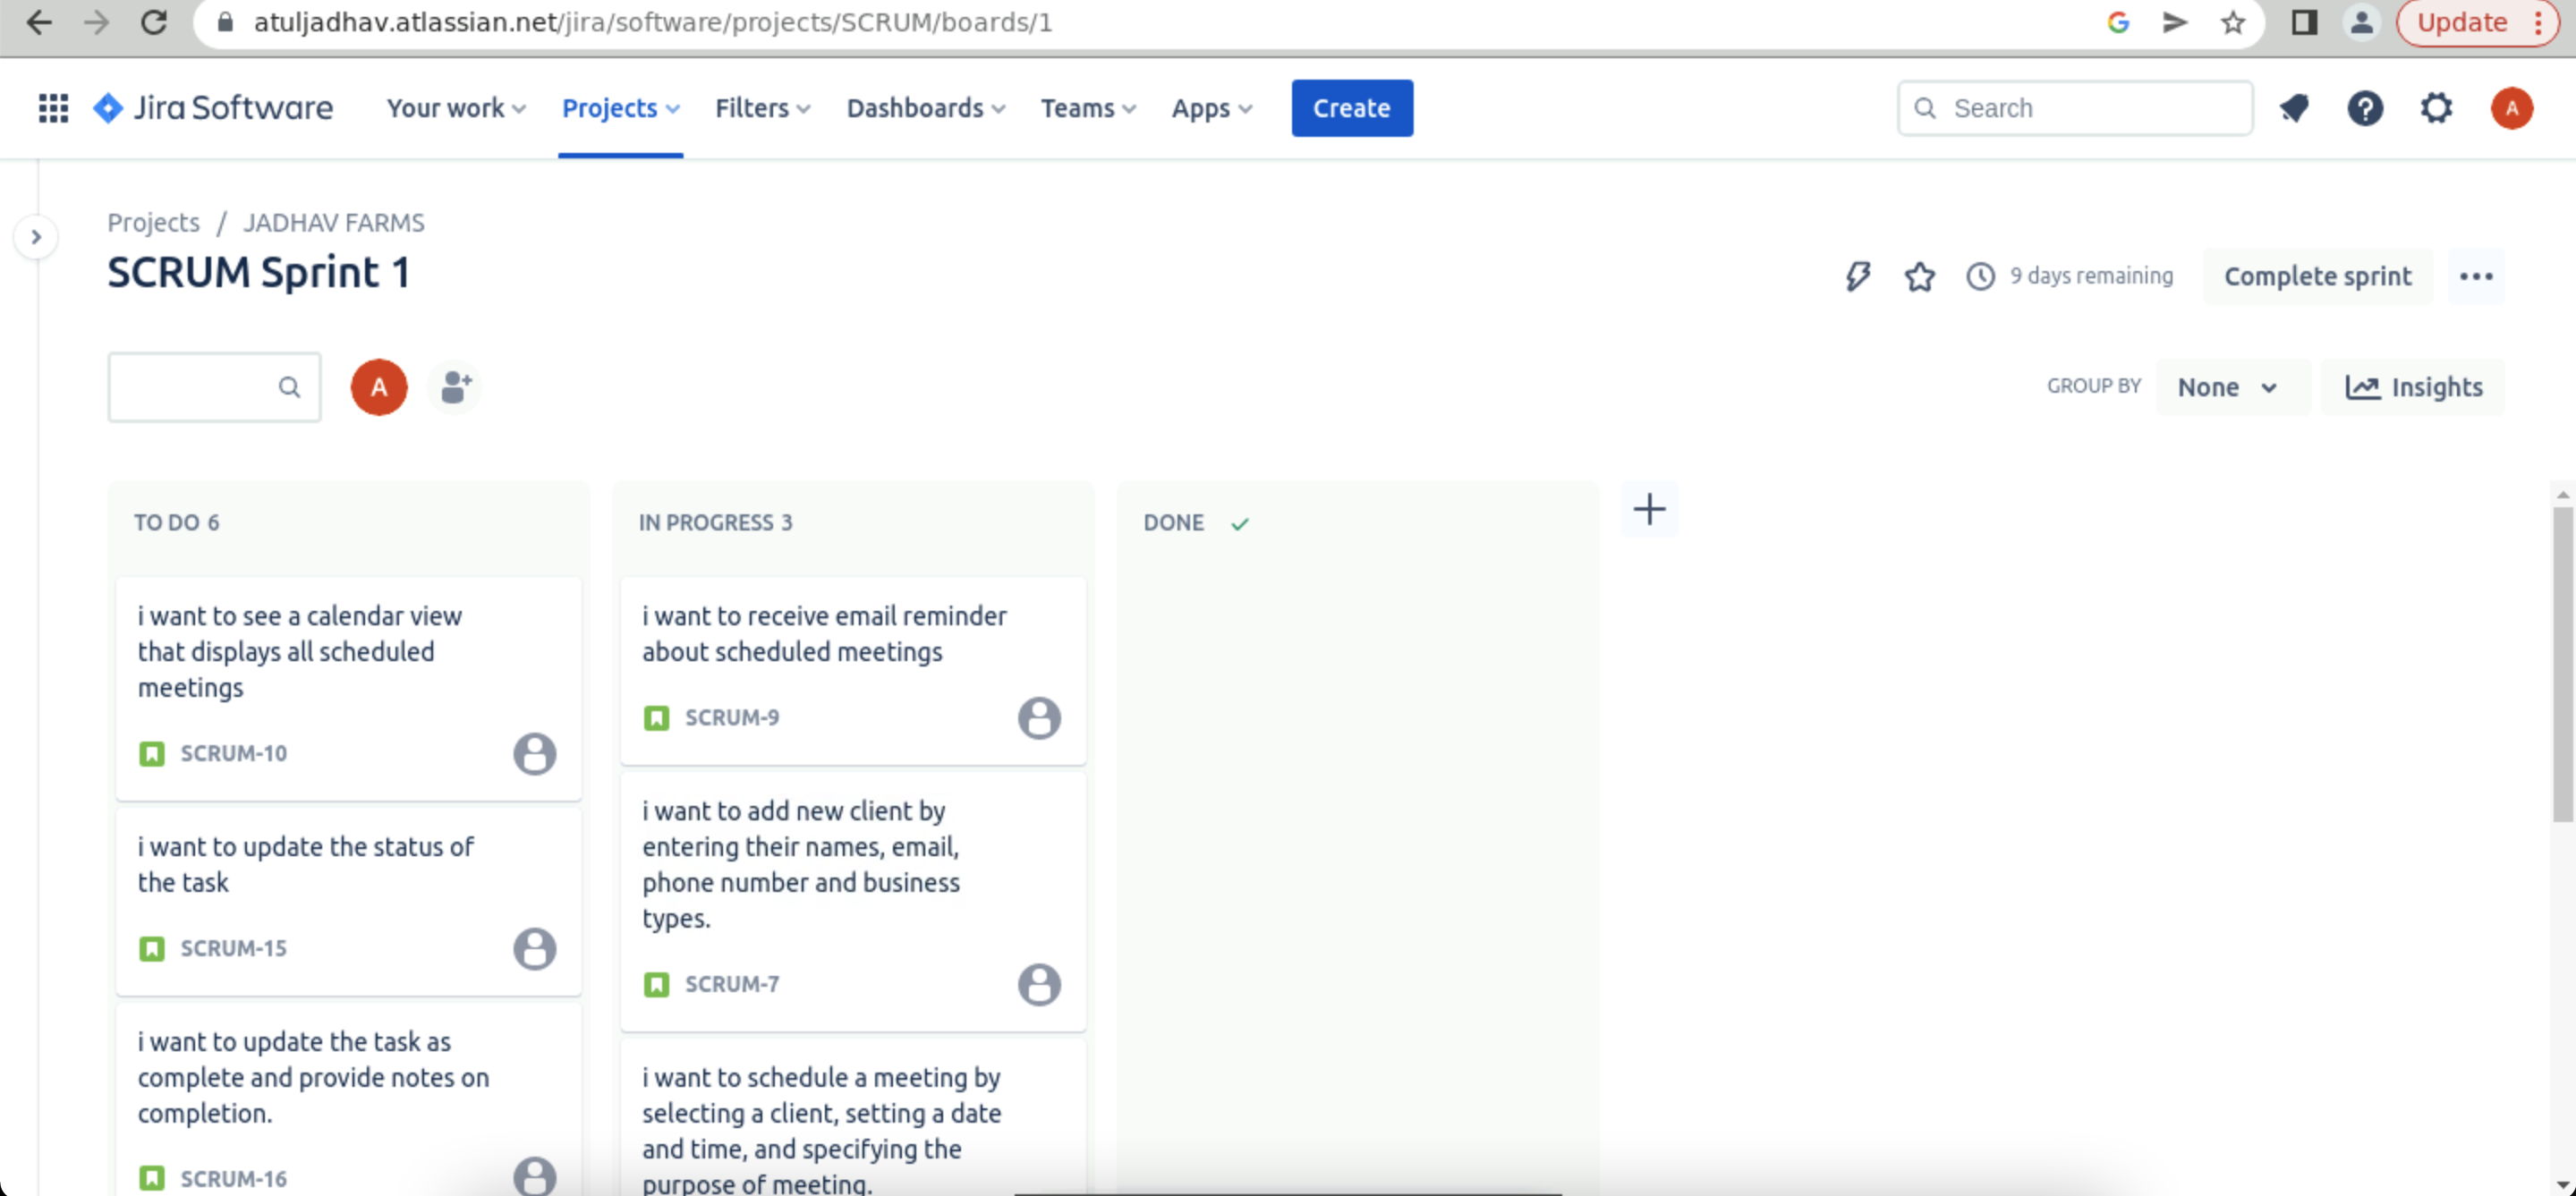 atuljadhav.atlassian.net/jira/software/projects/SCRUM/boards/1
Update
Jira Software
Your work
Projects
Filters
Dashboards
Teams
Apps
Create
Search
A
Projects / JADHAV FARMS
SCRUM Sprint 1
9 days remaining
Complete sprint
A
GROUP BY
None
Insights
TO DO 6
i want to see a calendar view
that displays all scheduled
meetings
SCRUM-10
i want to update the status of
the task
SCRUM-15
i want to update the task as
complete and provide notes on
completion.
SCRUM-16
IN PROGRESS 3
i want to receive email reminder
about scheduled meetings
SCRUM-9
i want to add new client by
entering their names, email,
phone number and business
types.
SCRUM-7
i want to schedule a meeting by
selecting a client, setting a date
and time, and specifying the
purpose of meeting.
DONE